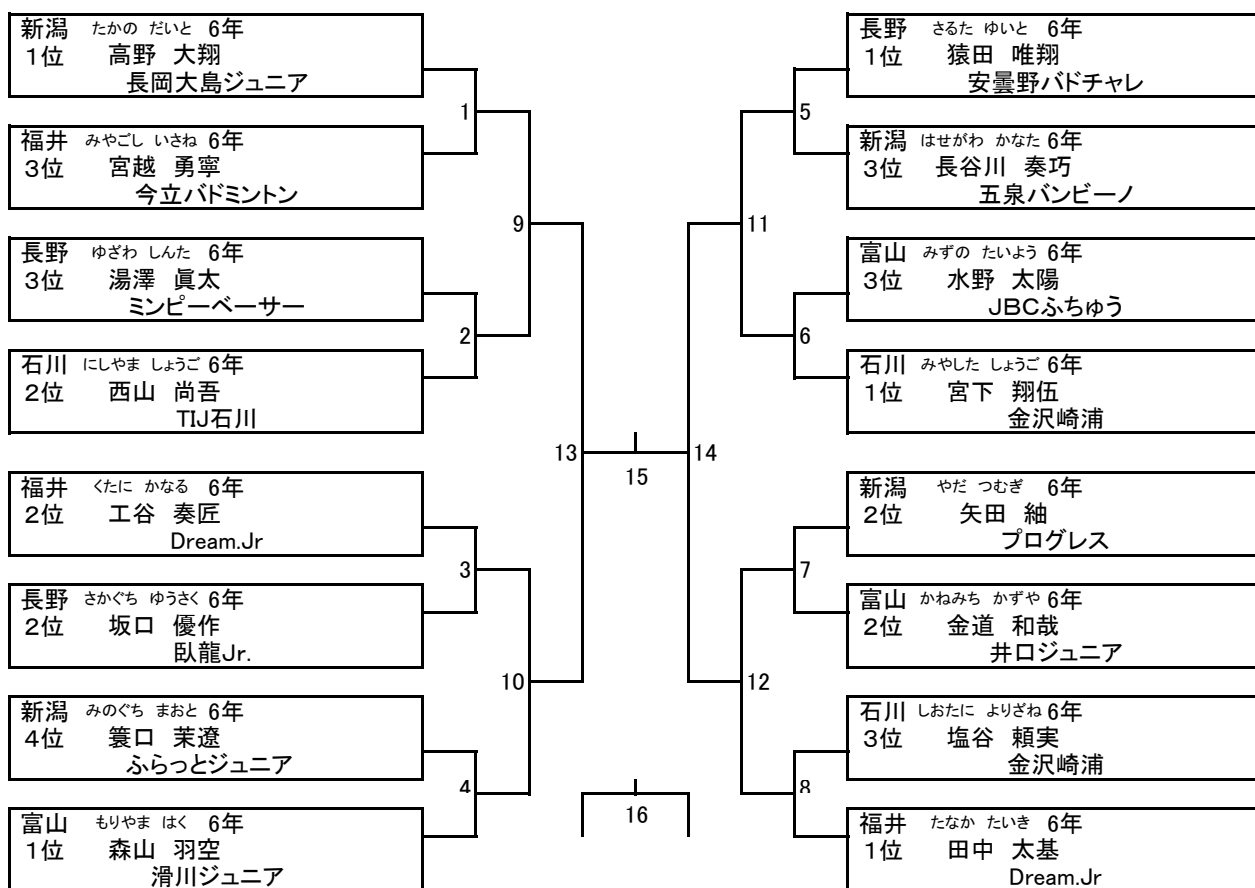 新潟 たかの だいと 6年
1位 高野 大翔
長岡大島ジュニア
福井 みやごし いさね 6年
3位 宮越 勇寧
今立バドミントン
長野 ゆざわ しんた 6年
3位 湯澤 眞太
ミンピーベーサー
石川 にしやま しょうご 6年
2位 西山 尚吾
TIJ石川
福井 くたに かなる 6年
2位 工谷 奏匠
Dream.Jr
長野 さかぐち ゆうさく 6年
2位 坂口 優作
臥龍Jr.
新潟 みのぐち まおと 6年
4位 簑口 茉遼
ふらっとジュニア
富山 もりやま はく 6年
1位 森山 羽空
滑川ジュニア
1
2
3
4
9
10
13
15
16
14
11
12
5
6
7
8
長野 さるた ゆいと 6年
1位 猿田 唯翔
安曇野バドチャレ
新潟 はせがわ かなた 6年
3位 長谷川 奏巧
五泉バンビーノ
富山 みずの たいよう 6年
3位 水野 太陽
JBCふちゅう
石川 みやした しょうご 6年
1位 宮下 翔伍
金沢崎浦
新潟 やだ つむぎ 6年
2位 矢田 紬
プログレス
富山 かねみち かずや 6年
2位 金道 和哉
井口ジュニア
石川 しおたに よりざね 6年
3位 塩谷 頼実
金沢崎浦
福井 たなか たいき 6年
1位 田中 太基
Dream.Jr